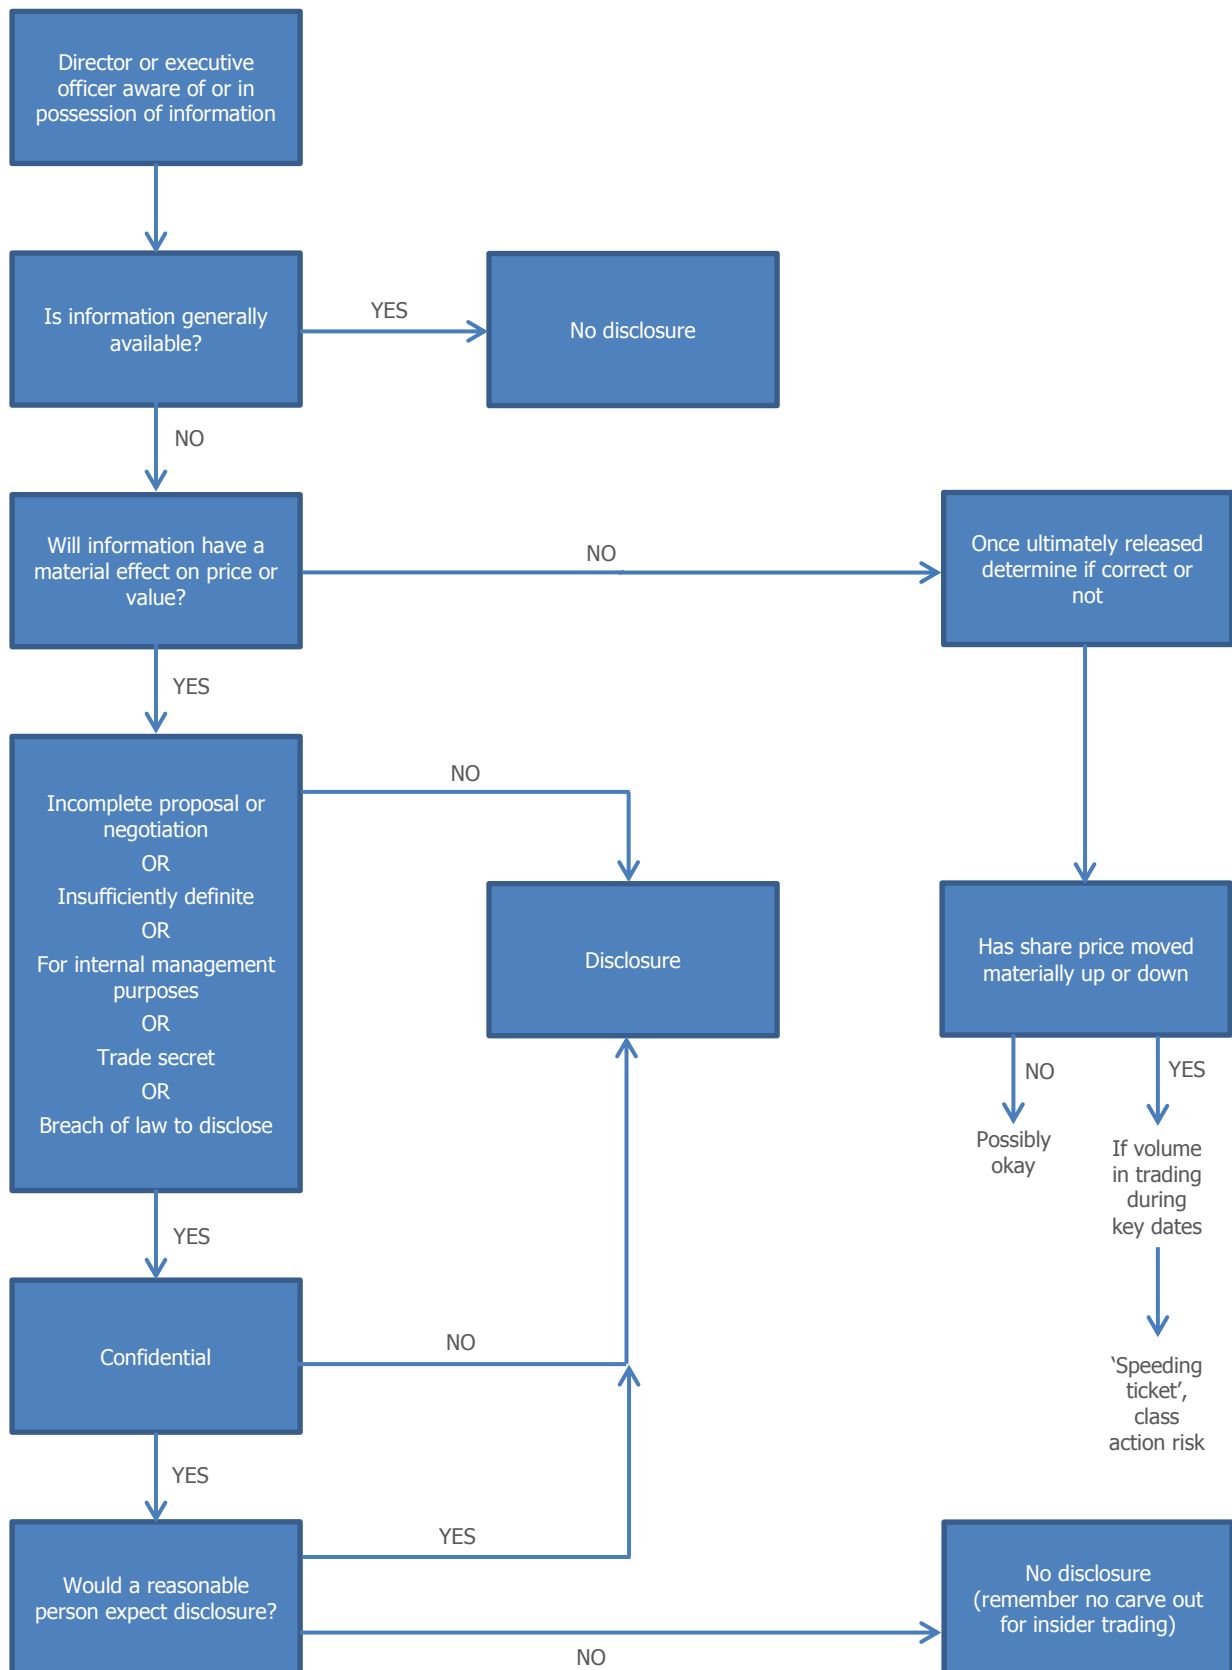 Director or executive
officer aware of or in
possession of information
Is information generally
available?
YES
No disclosure
NO
Will information have a
material effect on price or
value?
NO
Once ultimately released
determine if correct or
not
YES
Incomplete proposal or
negotiation
OR
Insufficiently definite
OR
For internal management
purposes
OR
Trade secret
OR
Breach of law to disclose
NO
Disclosure
Has share price moved
materially up or down
NO
YES
Possibly
okay
If volume
in trading
during
key dates
‘Speeding
ticket’,
class
action risk
YES
Confidential
NO
YES
Would a reasonable
person expect disclosure?
YES
NO
No disclosure
(remember no carve out
for insider trading)